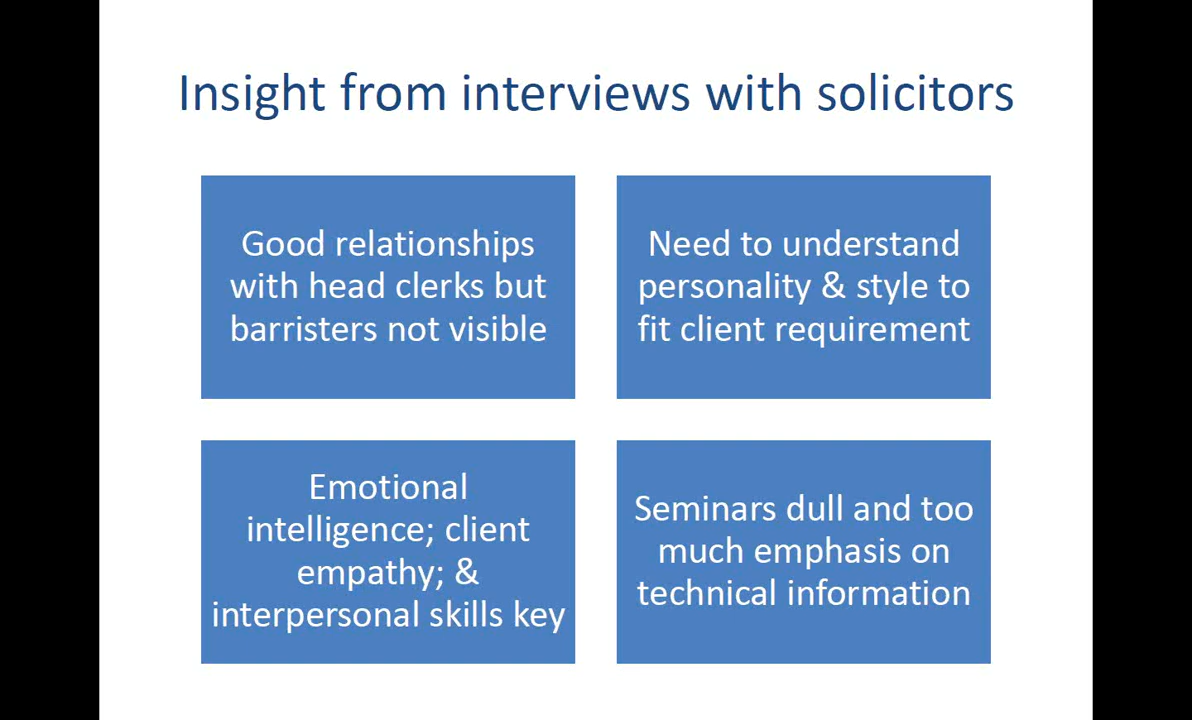 Insight from interviews with solicitors
Good relationships
with head clerks but
barristers not visible
Need to understand
personality & style to
fit client requirement
Emotional
intelligence; client
empathy; &
interpersonal skills key
Seminars dull and too
much emphasis on
technical information